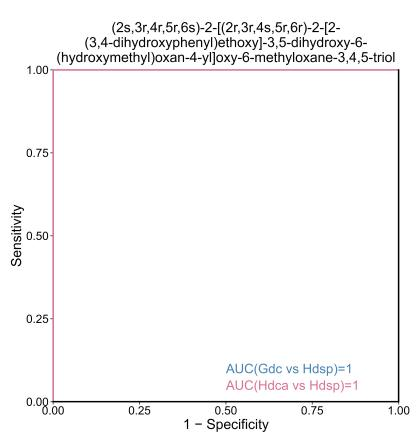 (2s,3r,4r,5r,6s)-2-[(2r,3r,4s,5r,6r)-2-[2-
(3,4-dihydroxyphenyl)ethoxy]-3,5-dihydroxy-6-
(hydroxymethyl)oxan-4-yl]oxy-6-methyloxane-3,4,5-triol
1.00
0.75
Sensitivity
0.50
0.25
AUC(Gdc vs Hdsp)=1
AUC(Hdca vs Hdsp)=1
0.00
0.00 0.25 0.50 0.75 1.00
1 − Specificity